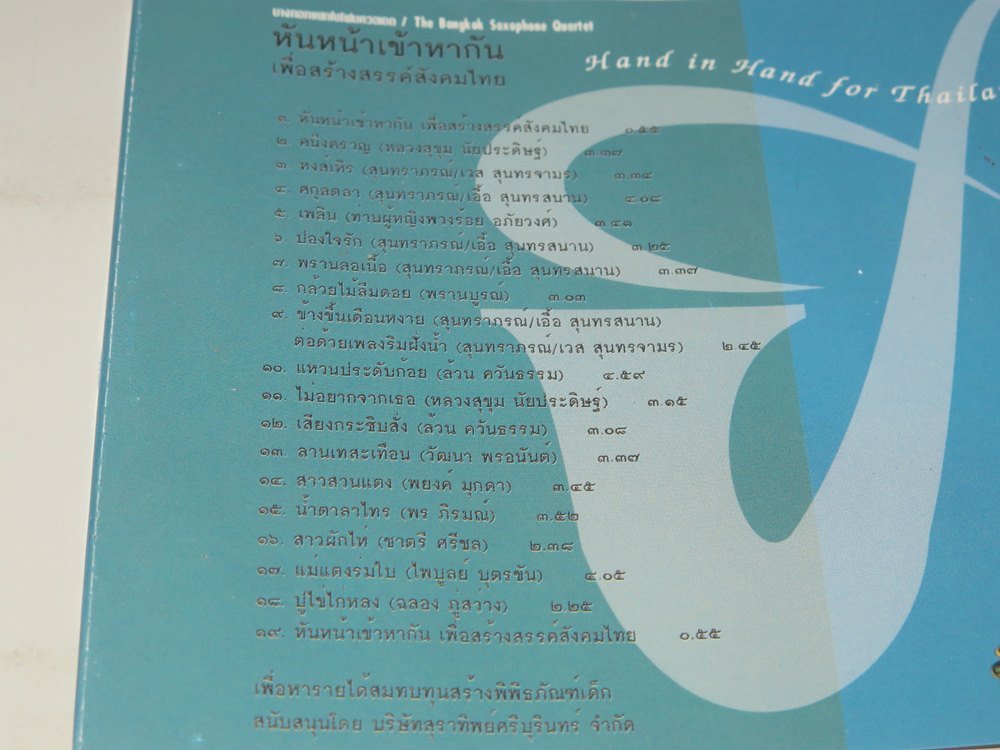 บางกอกแซกโซโฟนควอเตต / The Bangkok Saxophone Quartet
หันหน้าเข้าหากัน
เพื่อสร้างสรรค์สังคมไทย
Hand in Hand for Thaila
๑. หันหน้าเข้าหากัน เพื่อสร้างสรรค์สังคมไทย ๐.๕๕
๒. คนึงครวญ (หลวงสุขุม นัยประดิษฐ) ๓.๓๗
๓ หงส์เหิร (สุนทราภรณ์/เวส สุนทรจามร) ๓.๓๔
๔. ศกุลตลา (สุนทราภรณ์/เอื้อ สุนทรสนาน) ๔.๐๘
๕. เพลิน (ท่านผู้หญิงพวงร้อย อภัยวงศ์) ๓.๔๑
๖. ปองใจรัก (สุนทราภรณ์/เอื้อ สุนทรสนาน) ๓.๒๕
๗. พรานลอเนื้อ (สุนทราภรณ์/เอื้อ สุนทรสนาน) ๓.๓๗
๘. กล้วยไม้ลืมดอย (พรานบูรณ์) ๓.๐๓
๙. ข้างขึ้นเดือนหงาย (สุนทราภรณ์/เอื้อ สุนทรสนาน)
ต่อด้วยเพลงริมฝั่งน้ำ (สุนทราภรณ์/เวส สุนทรจามร) ๒.๔๕
๑๐. แหวนประดับก้อย (ล้วน ควันธรรม) ๔.๕๙
๑๑. ไม่อยากจากเธอ (หลวงสุขุม นัยประดิษฐ์) ๓.๑๕
๑๒. เสียงกระซิบสั่ง (ล้วน ควันธรรม) ๓.๐๘
๑๓. ลานเทสะเทือน (วัฒนา พรอนันต์) ๓.๓๗
๑๔. สาวสวนแตง (พยงค์ มุกดา) ๓.๔๕
๑๕. น้ำตาลาไทร (พร ภิรมณ์) ๓.๕๒
๑๖. สาวผักไห่ (ชาตรี ศรีชล) ๒.๓๘
๑๗. แม่แตงร่มใบ (ไพบูลย์ บุตรขัน) ๔.๐๕
๑๘. ปูไข่ไก่หลง (ฉลอง ภู่สว่าง) ๒.๒๕
๑๙. หันหน้าเข้าหากัน เพื่อสร้างสรรค์สังคมไทย ๐.๕๕
เพื่อหารายได้สมทบทุนสร้างพิพิธภัณฑ์เด็ก
สนับสนุนโดย บริษัทสุราทิพย์ศรีบุรินทร์ จำกัด